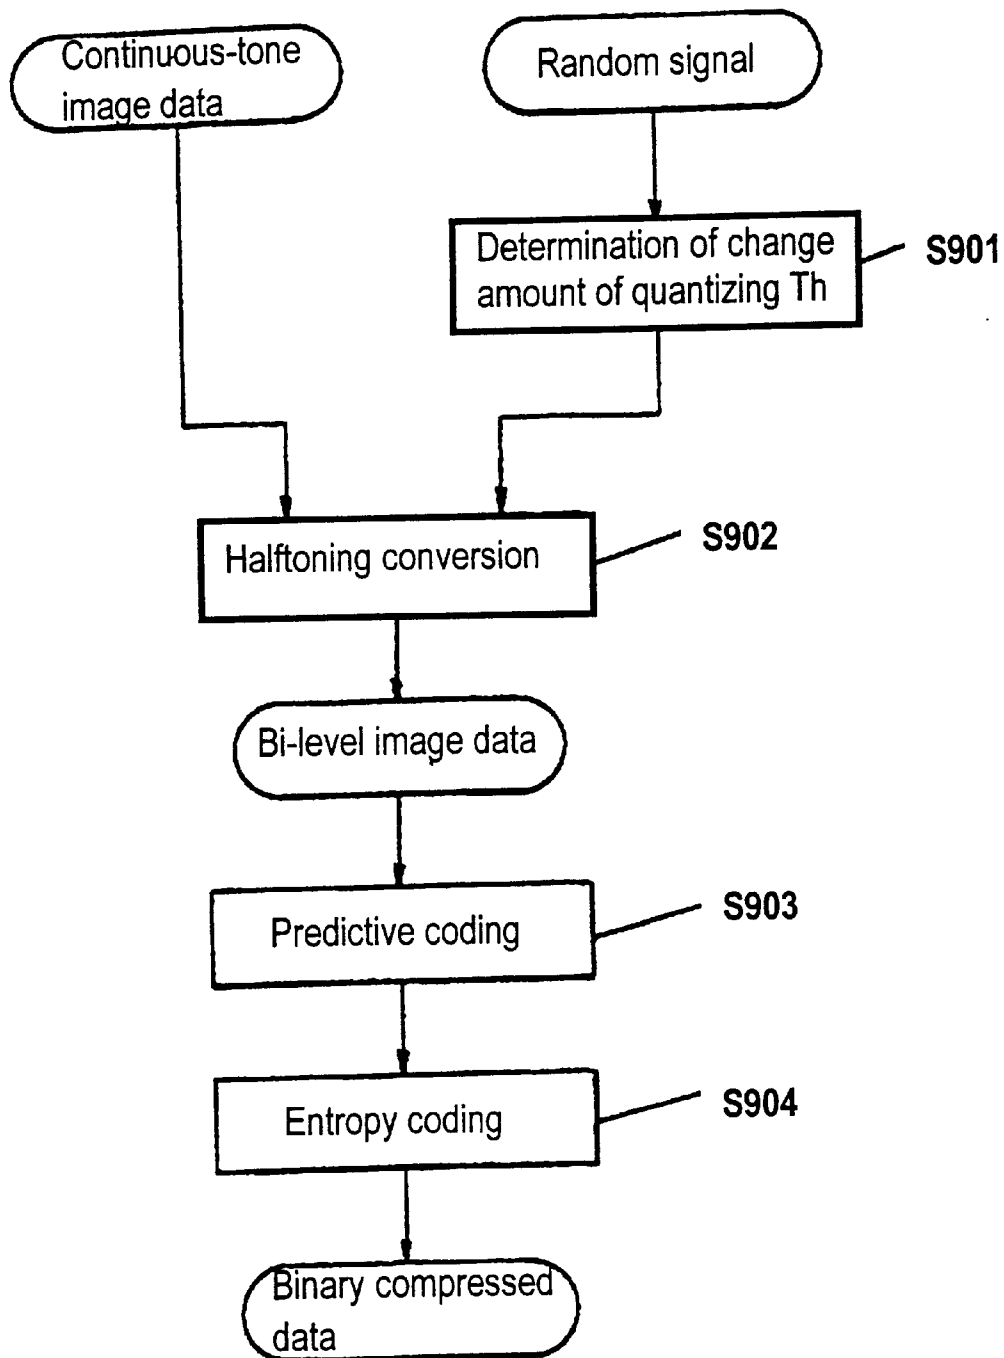 Continuous-tone
image data
Random signal
Determination of change
amount of quantizing Th
S901
Halftoning conversion
S902
Bi-level image data
Predictive coding
S903
Entropy coding
S904
Binary compressed
data